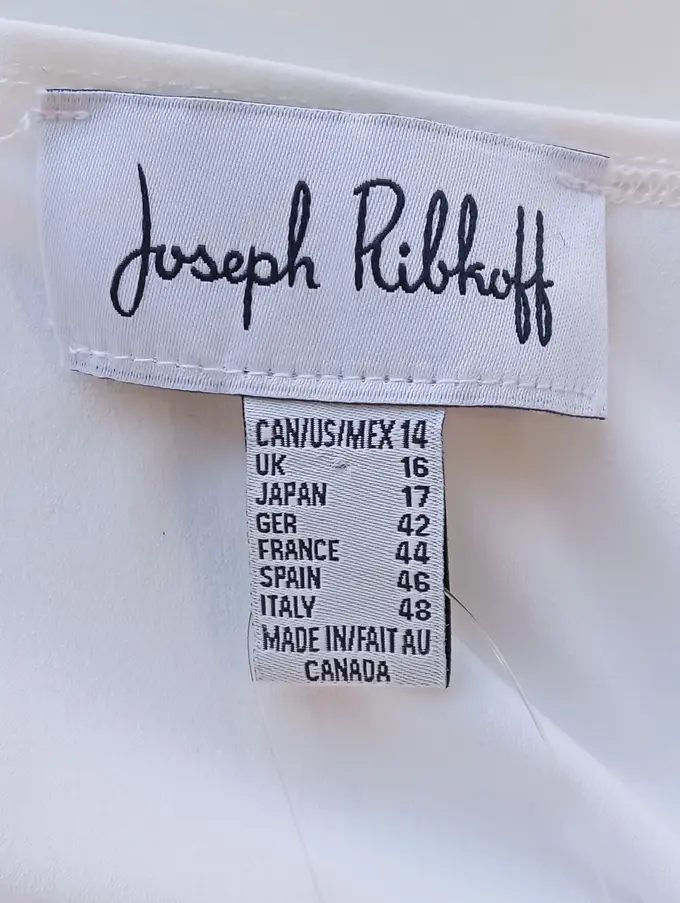 Joseph Ribkoff
CAN/US/MEX 14
UK 16
JAPAN 17
GER 42
FRANCE 44
SPAIN 46
ITALY 48
MADE IN/FAIT AU
CANADA